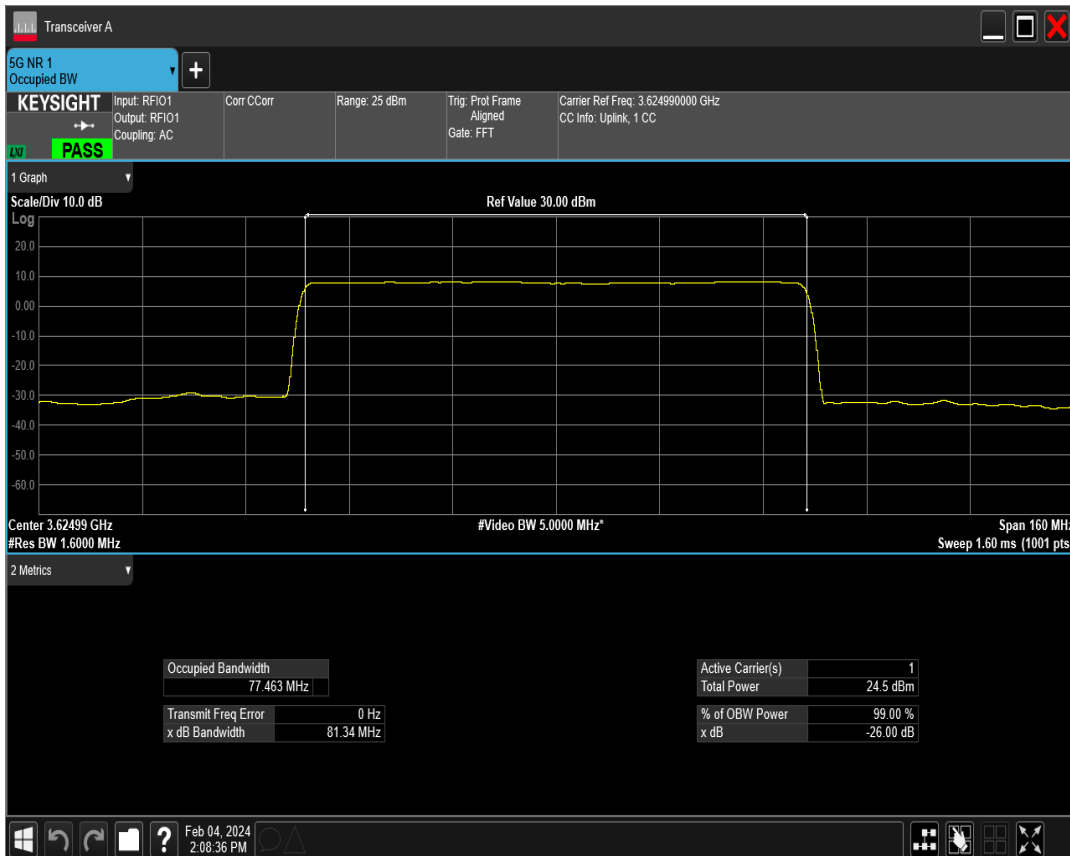 Transceiver A
5G NR 1
Occupied BW
+
KEYSIGHT
Input: RFIO1
Output: RFIO1
Coupling: AC
Corr CCorr
Range: 25 dBm
Trig: Prot Frame
Aligned
Gate: FFT
Carrier Ref Freq: 3.624990000 GHz
CC Info: Uplink, 1 CC
LXI
PASS
1 Graph
Scale/Div 10.0 dB
Ref Value 30.00 dBm
Log
20.0
10.0
0.00
-10.0
-20.0
-30.0
-40.0
-50.0
-60.0
Center 3.62499 GHz
#Video BW 5.0000 MHz*
Span 160 MHz
#Res BW 1.6000 MHz
Sweep 1.60 ms (1001 pts
2 Metrics
Occupied Bandwidth
77.463 MHz
Transmit Freq Error 0 Hz
x dB Bandwidth 81.34 MHz
Active Carrier(s) 1
Total Power 24.5 dBm
% of OBW Power 99.00 %
x dB -26.00 dB
?
Feb 04, 2024
2:08:36 PM